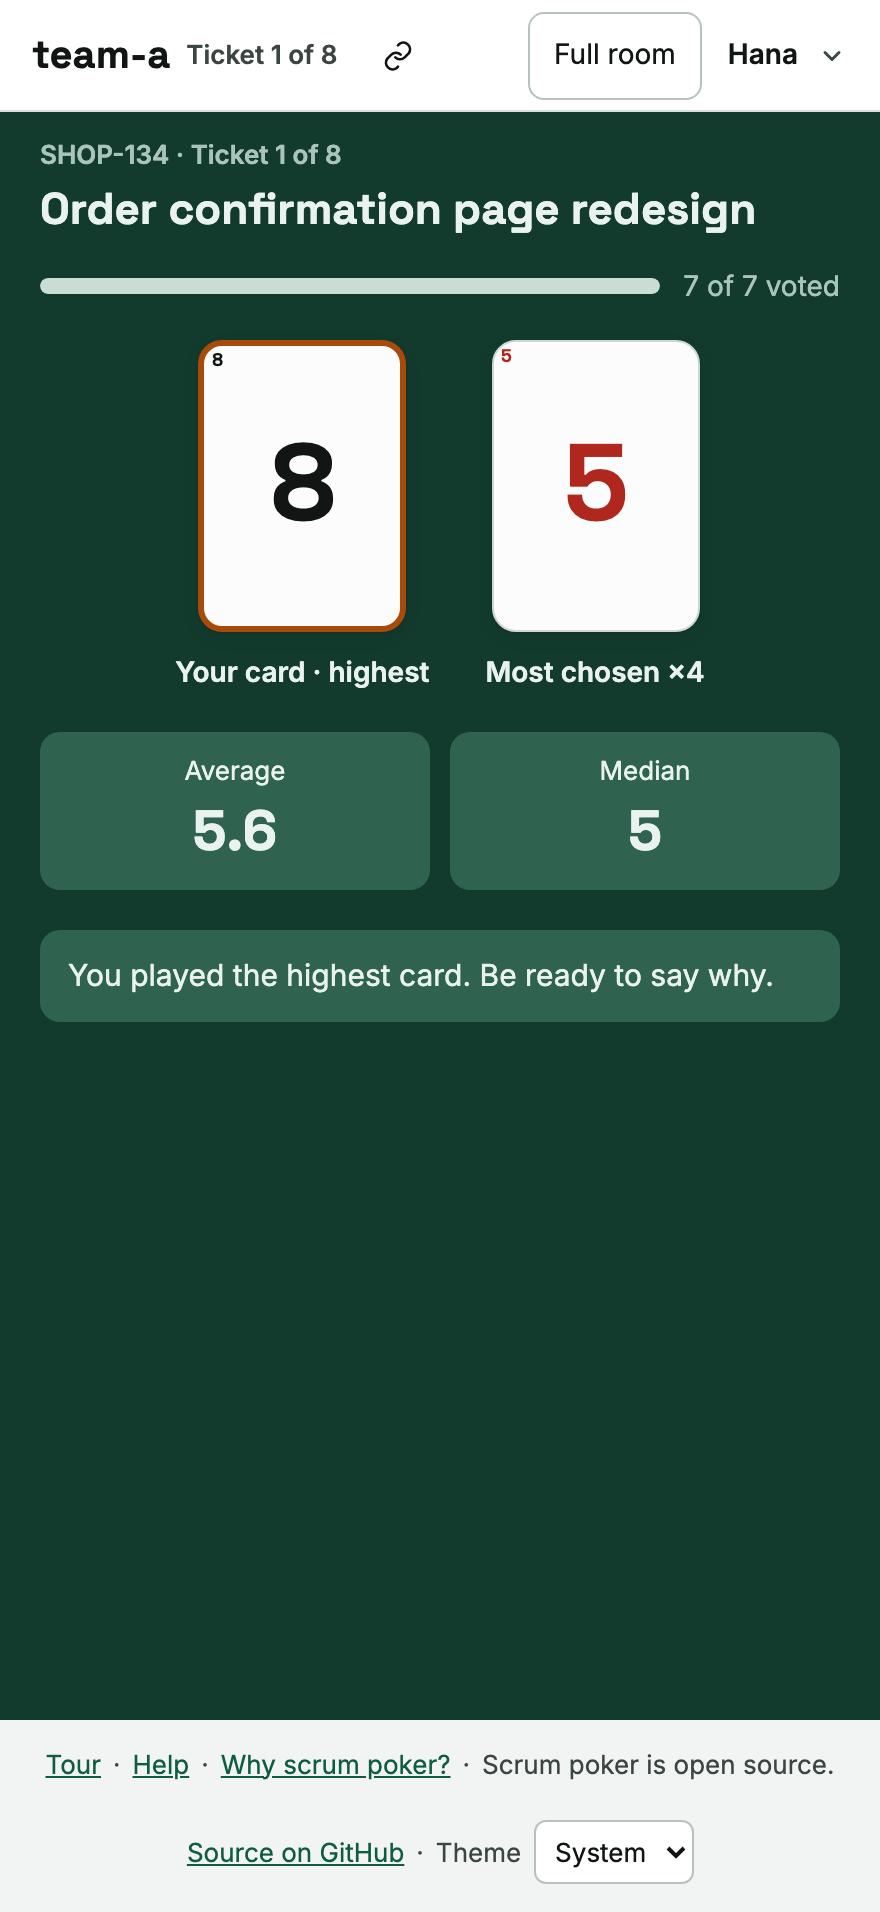 team-a Ticket 1 of 8 Full room Hana
SHOP-134 · Ticket 1 of 8
Order confirmation page redesign
7 of 7 voted
8 5
8 5
Your card · highest Most chosen ×4
Average Median
5.6 5
You played the highest card. Be ready to say why.
Tour · Help · Why scrum poker? · Scrum poker is open source.
Source on GitHub · Theme System